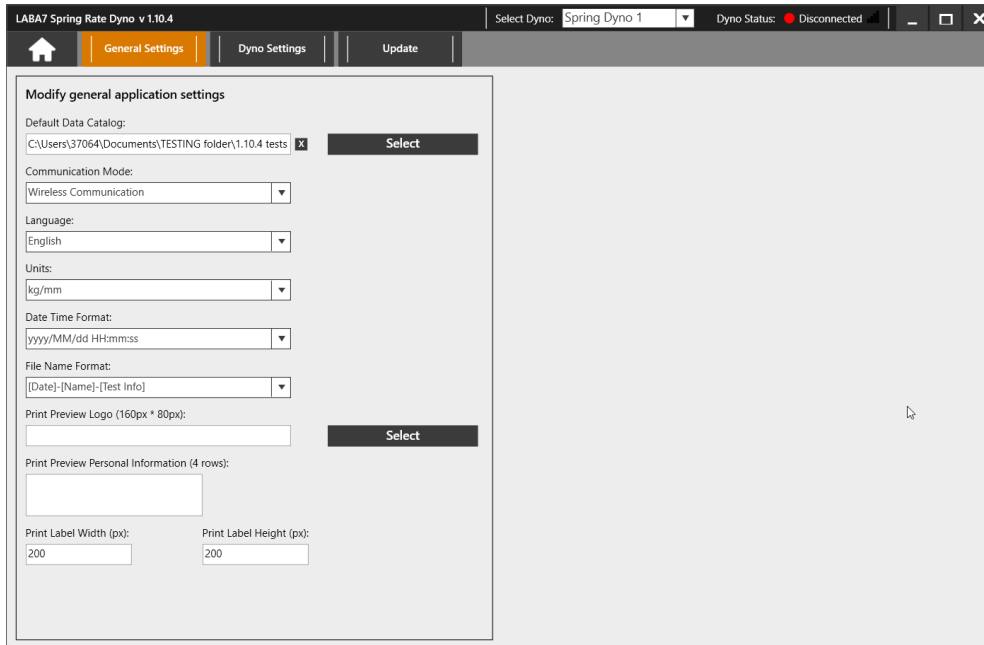 LABA7 Spring Rate Dyno v 1.10.4
Select Dyno: Spring Dyno 1
Dyno Status: Disconnected
General Settings
Dyno Settings
Update
Modify general application settings
Default Data Catalog:
C:\Users\37064\Documents\TESTING folder\1.10.4 tests X Select
Communication Mode:
Wireless Communication
Language:
English
Units:
kg/mm
Date Time Format:
yyyy/MM/dd HH:mm:ss
File Name Format:
[Date]-[Name]-[Test Info]
Print Preview Logo (160px * 80px):
Select
Print Preview Personal Information (4 rows):
Print Label Width (px): Print Label Height (px):
200 200